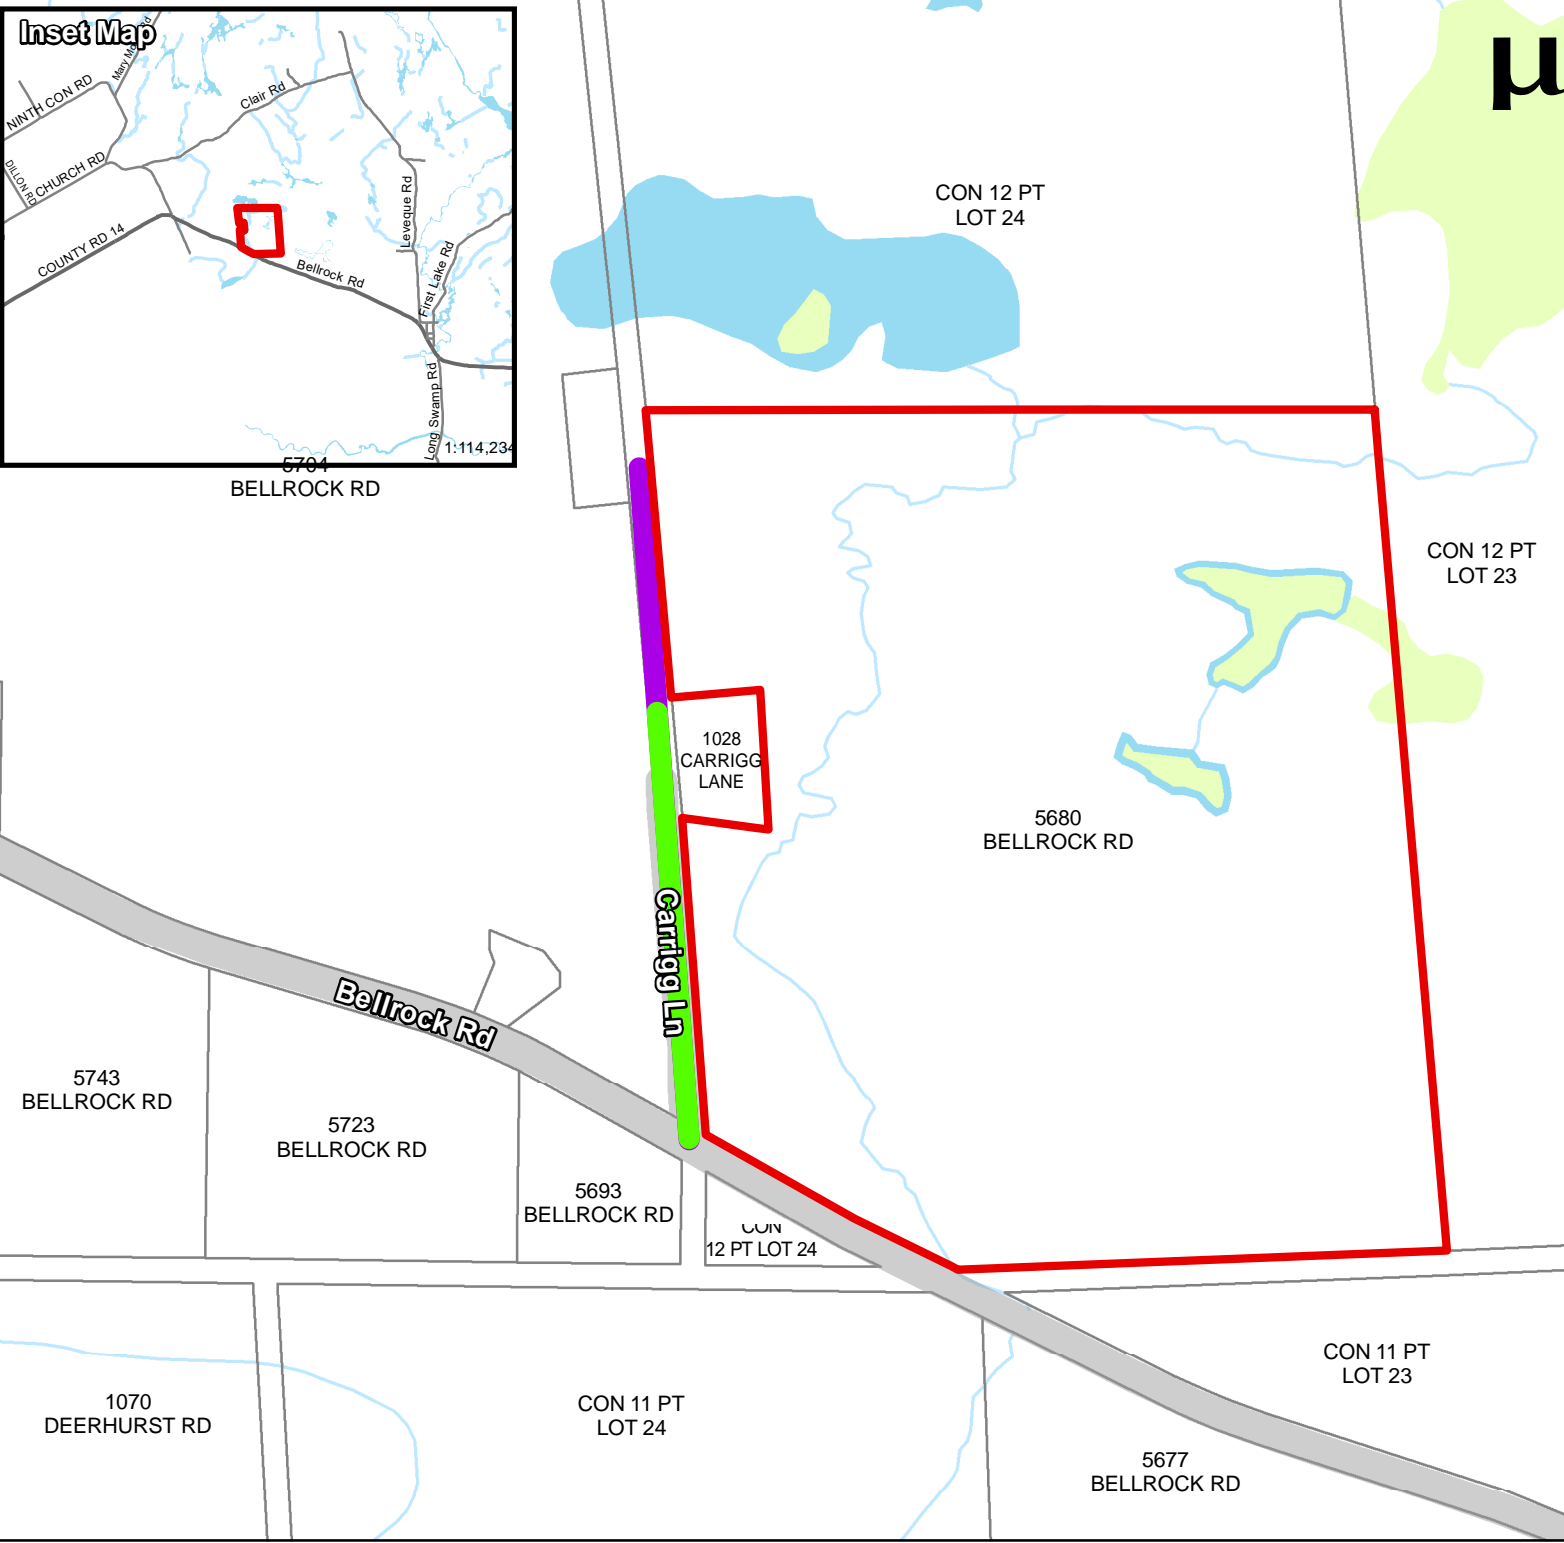 Inset Map
Mary Mo Rd
NINTH CON RD
Clair Rd
DILLON RD
CHURCH RD
COUNTY RD 14
Leveque Rd
Bellrock Rd
First Lake Rd
Long Swamp Rd
1:114,234
µ
CON 12 PT
LOT 24
5704
BELLROCK RD
CON 12 PT
LOT 23
1028
CARRIGG
LANE
5680
BELLROCK RD
Carrigg Ln
Bellrock Rd
5743
BELLROCK RD
5723
BELLROCK RD
5693
BELLROCK RD
CON
12 PT LOT 24
CON 11 PT
LOT 23
1070
DEERHURST RD
CON 11 PT
LOT 24
5677
BELLROCK RD